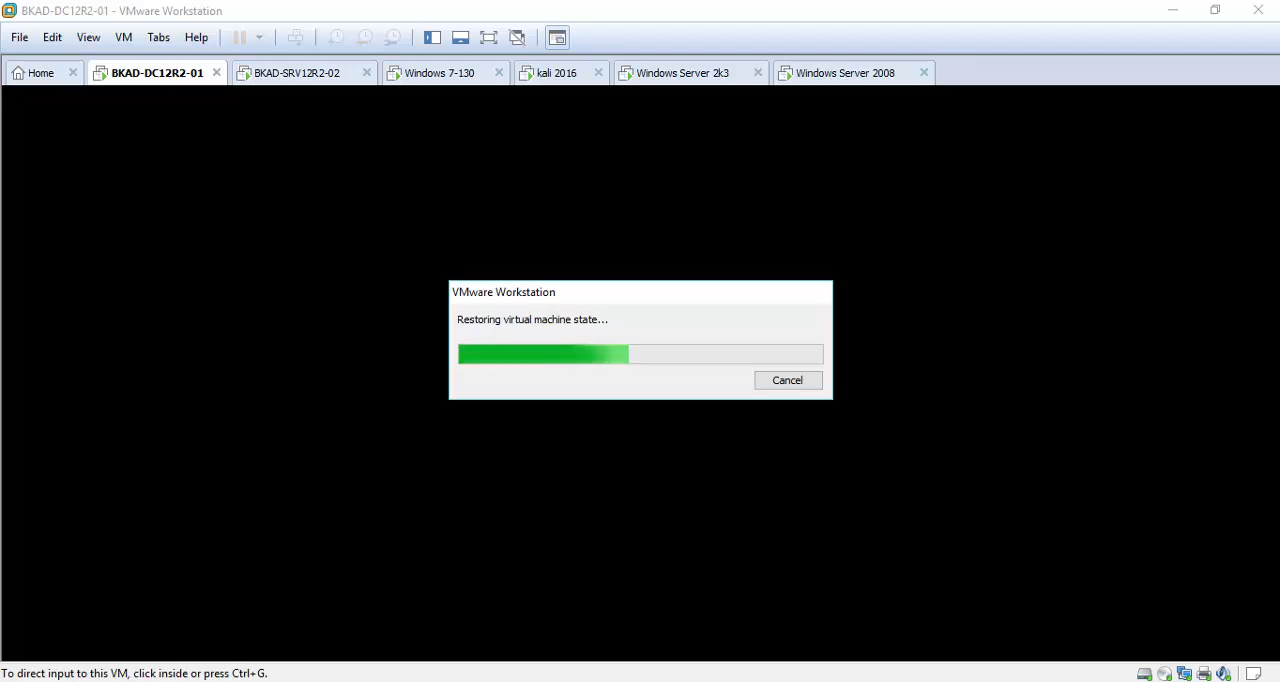 BKAD-DC12R2-01 - VMware Workstation
File Edit View VM Tabs Help
Home BKAD-DC12R2-01 BKAD-SRV12R2-02 Windows 7-130 kali 2016 Windows Server 2k3 Windows Server 2008
VMware Workstation
Restoring virtual machine state...
Cancel
To direct input to this VM, click inside or press Ctrl+G.